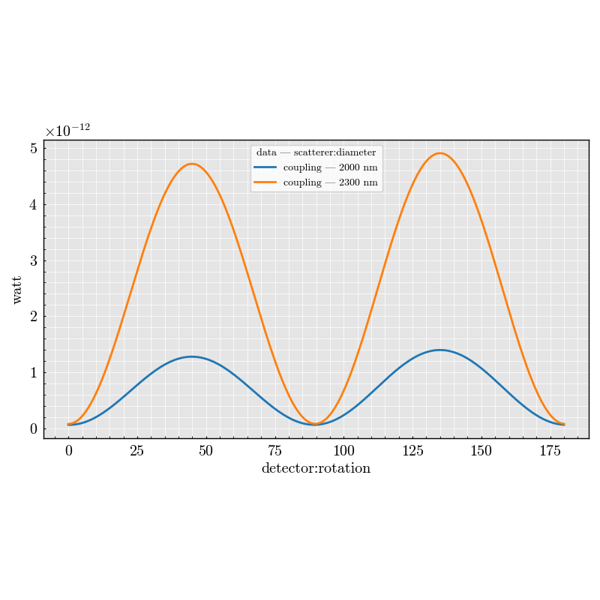 ×10⁻¹²
data — scatterer:diameter
coupling — 2000 nm
coupling — 2300 nm
5
4
3
2
1
0
watt
0 25 50 75 100 125 150 175
detector:rotation